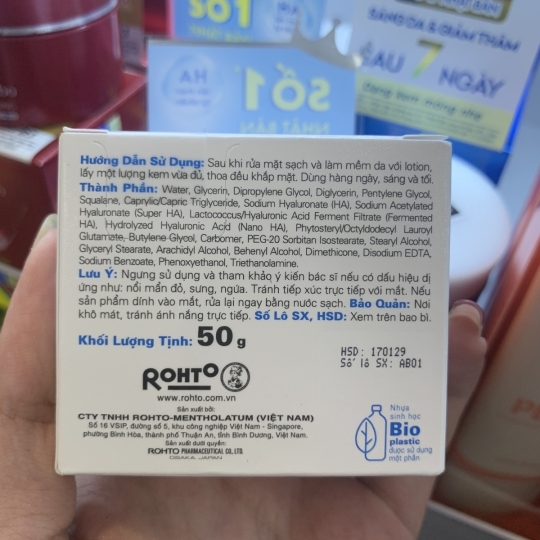 SỐ1
SÁNG DA & GIẢM THÂM
SAU 7 NGÀY
HA
SỐ1
NHẬT BẢN
Hướng Dẫn Sử Dụng: Sau khi rửa mặt sạch và làm mềm da với lotion,
lấy một lượng kem vừa đủ, thoa đều khắp mặt. Dùng hàng ngày, sáng và tối.
Thành Phần: Water, Glycerin, Dipropylene Glycol, Diglycerin, Pentylene Glycol,
Squalane, Caprylic/Capric Triglyceride, Sodium Hyaluronate (HA), Sodium Acetylated
Hyaluronate (Super HA), Lactococcus/Hyaluronic Acid Ferment Filtrate (Fermented
HA), Hydrolyzed Hyaluronic Acid (Nano HA), Phytosteryl/Octyldodecyl Lauroyl
Glutamate, Butylene Glycol, Carbomer, PEG-20 Sorbitan Isostearate, Stearyl Alcohol,
Glyceryl Stearate, Arachidyl Alcohol, Behenyl Alcohol, Dimethicone, Disodium EDTA,
Sodium Benzoate, Phenoxyethanol, Triethanolamine.
Lưu Ý: Ngưng sử dụng và tham khảo ý kiến bác sĩ nếu có dấu hiệu dị
ứng như: nổi mẩn đỏ, sưng, ngứa. Tránh tiếp xúc trực tiếp với mắt. Nếu
sản phẩm dính vào mắt, rửa lại ngay bằng nước sạch. Bảo Quản: Nơi
khô mát, tránh ánh nắng trực tiếp. Số Lô SX, HSD: Xem trên bao bì.
Khối Lượng Tịnh: 50 g
HSD: 170129
Số lô SX: AB01
ROHTO
www.rohto.com.vn
Sản xuất bởi:
CTY TNHH ROHTO-MENTHOLATUM (VIỆT NAM)
Số 16 VSIP, đường số 5, khu công nghiệp Việt Nam - Singapore,
phường Bình Hòa, thành phố Thuận An, tỉnh Bình Dương, Việt Nam.
Sản xuất dưới quyền:
ROHTO PHARMACEUTICAL CO., LTD.
OSAKA, JAPAN
Nhựa
sinh học
Bio
plastic
được sử dụng
một phần